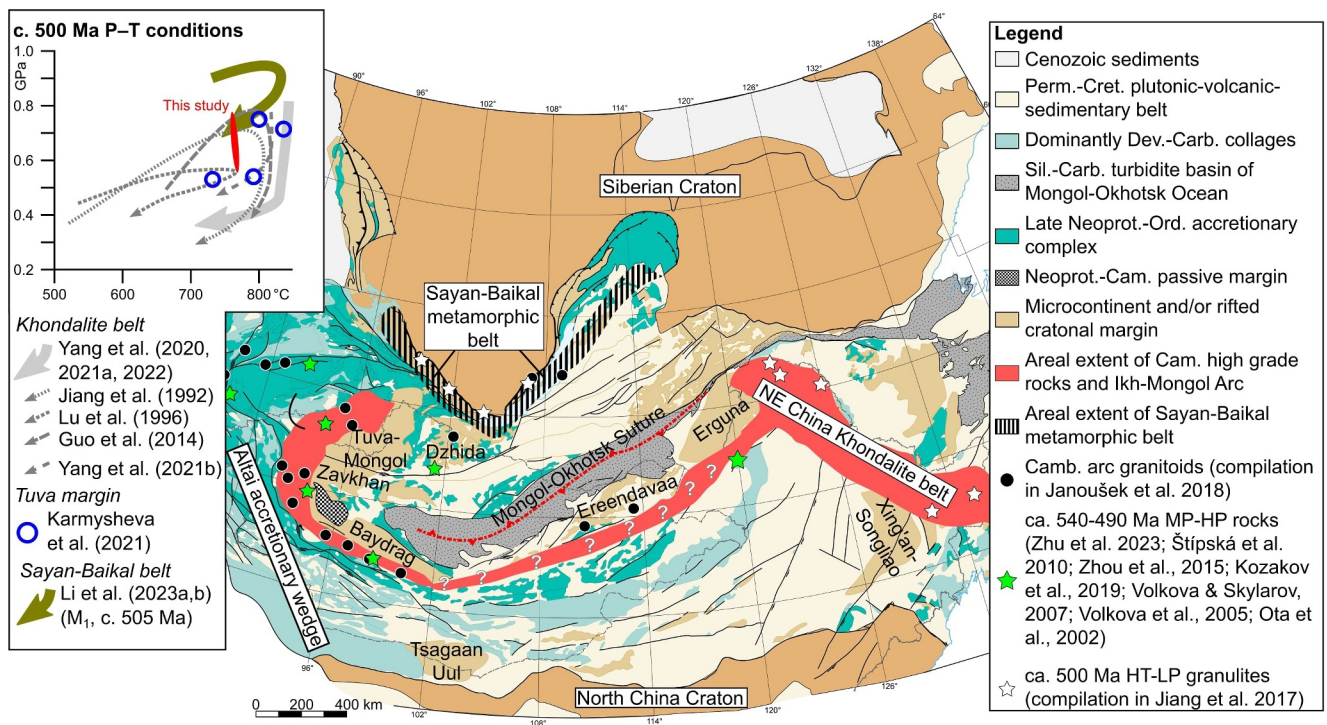 c. 500 Ma P–T conditions
1.0
GPa
0.8
0.6
0.4
0.2
This study
500
600
700
800 °C
Khondalite belt
Yang et al. (2020,
2021a, 2022)
Jiang et al (1992)
Lu et al. (1996)
Guo et al. (2014)
Yang et al. (2021b)
Tuva margin
Karmysheva
et al. (2021)
Sayan-Baikal belt
Li et al. (2023a,b)
(M1, c. 505 Ma)
90°
96°
102°
108°
114°
120°
132°
138°
64°
60°
Siberian Craton
Sayan-Baikal
metamorphic
belt
Tuva-
Mongol
Dzhida
Zavkhan
Baydrag
Altai accretionary wedge
Mongol-Okhotsk Suture
Ereendavaa
Erguna
NE China Khondalite belt
Xing'an-
Songliao
? ? ? ? ? ? ? ?
Tsagaan
Uul
North China Craton
96°
102°
108°
114°
120°
126°
0 200 400 km
Legend
Cenozoic sediments
Perm.-Cret. plutonic-volcanic-
sedimentary belt
Dominantly Dev.-Carb. collages
Sil.-Carb. turbidite basin of
Mongol-Okhotsk Ocean
Late Neoprot.-Ord. accretionary
complex
Neoprot.-Cam. passive margin
Microcontinent and/or rifted
cratonal margin
Areal extent of Cam. high grade
rocks and Ikh-Mongol Arc
Areal extent of Sayan-Baikal
metamorphic belt
Camb. arc granitoids (compilation
in Janoušek et al. 2018)
ca. 540-490 Ma MP-HP rocks
(Zhu et al. 2023; Štípská et al.
2010; Zhou et al., 2015; Kozakov
et al., 2019; Volkova & Skylarov,
2007; Volkova et al., 2005; Ota et
al., 2002)
ca. 500 Ma HT-LP granulites
(compilation in Jiang et al. 2017)